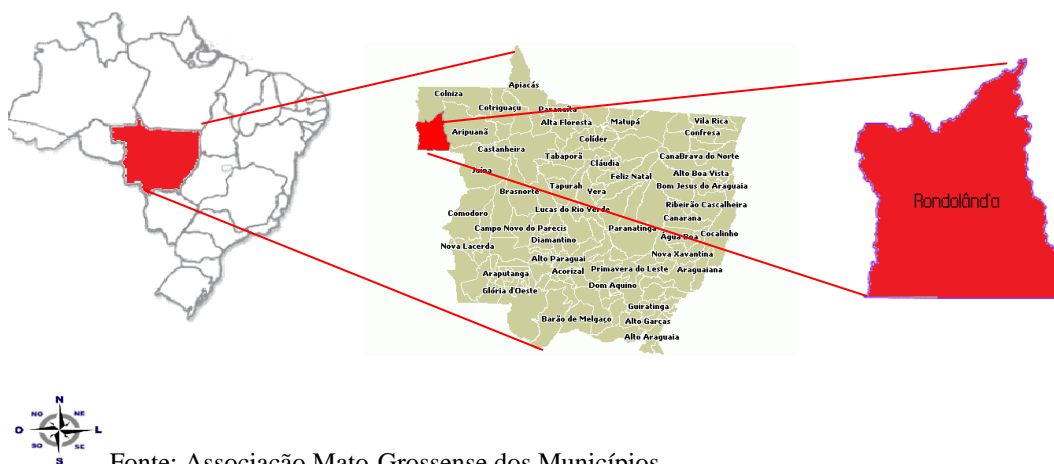 Apiacás
Colniza
Cotriguaçu
Paranaíta
Alta Floresta
Matupá
Vila Rica
Confresa
Aripuanã
Colíder
Castanheira
Tabaporã
Cláudia
CanaBrava do Norte
Juína
Feliz Natal
Alto Boa Vista
Brasnorte
Tapurah
Vera
Bom Jesus do Araguaia
Ribeirão Cascalheira
Comodoro
Lucas do Rio Verde
Canarana
Campo Novo do Parecis
Paranatinga
Água Boa
Cocalinho
Diamantino
Nova Lacerda
Nova Xavantina
Alto Paraguai
Araputanga
Acorizal
Primavera do Leste
Araguaiana
Glória d'Oeste
Dom Aquino
Guiratinga
Barão de Melgaço
Alto Garças
Alto Araguaia
Rondolând'a
N
NO
NE
O
L
SO
SE
S
Fonte: Associação Mato-Grossense dos Municípios